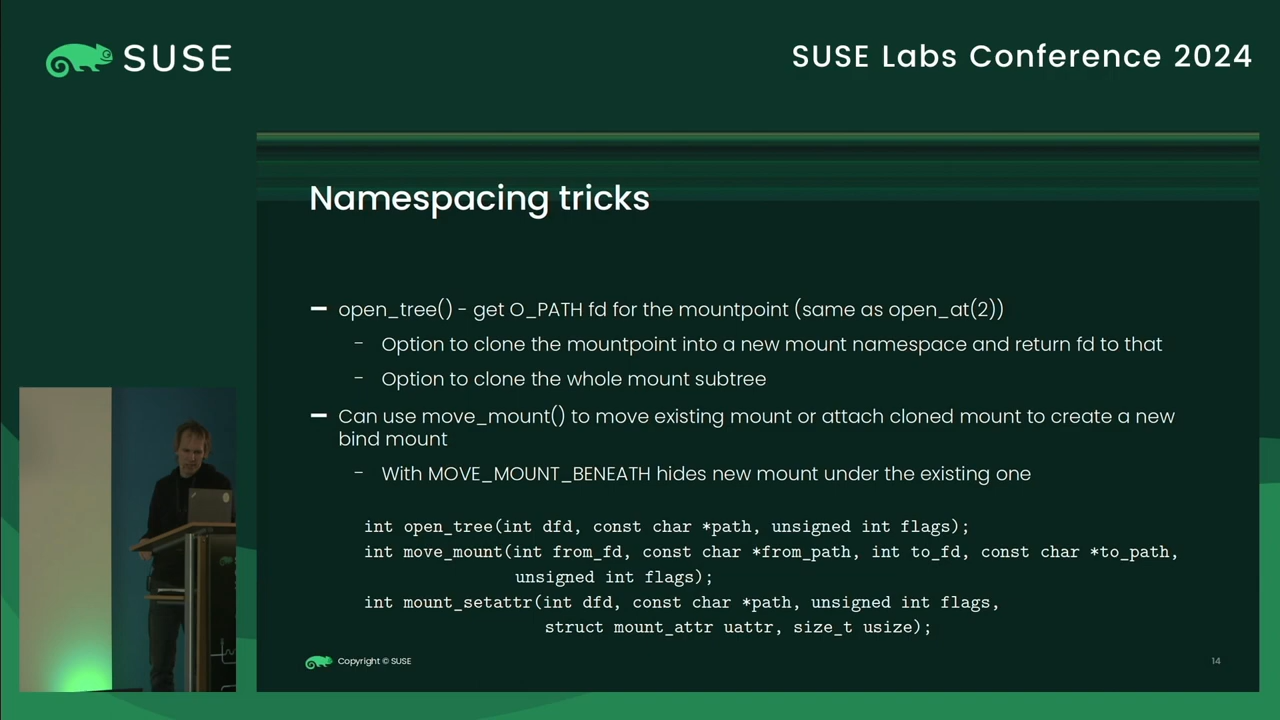 SUSE
SUSE Labs Conference 2024
Namespacing tricks
open_tree() - get O_PATH fd for the mountpoint (same as open_at(2))
Option to clone the mountpoint into a new mount namespace and return fd to that
Option to clone the whole mount subtree
Can use move_mount() to move existing mount or attach cloned mount to create a new
bind mount
With MOVE_MOUNT_BENEATH hides new mount under the existing one
int open_tree(int dfd, const char *path, unsigned int flags);
int move_mount(int from_fd, const char *from_path, int to_fd, const char *to_path,
unsigned int flags);
int mount_setattr(int dfd, const char *path, unsigned int flags,
struct mount_attr uattr, size_t usize);
Copyright © SUSE
14